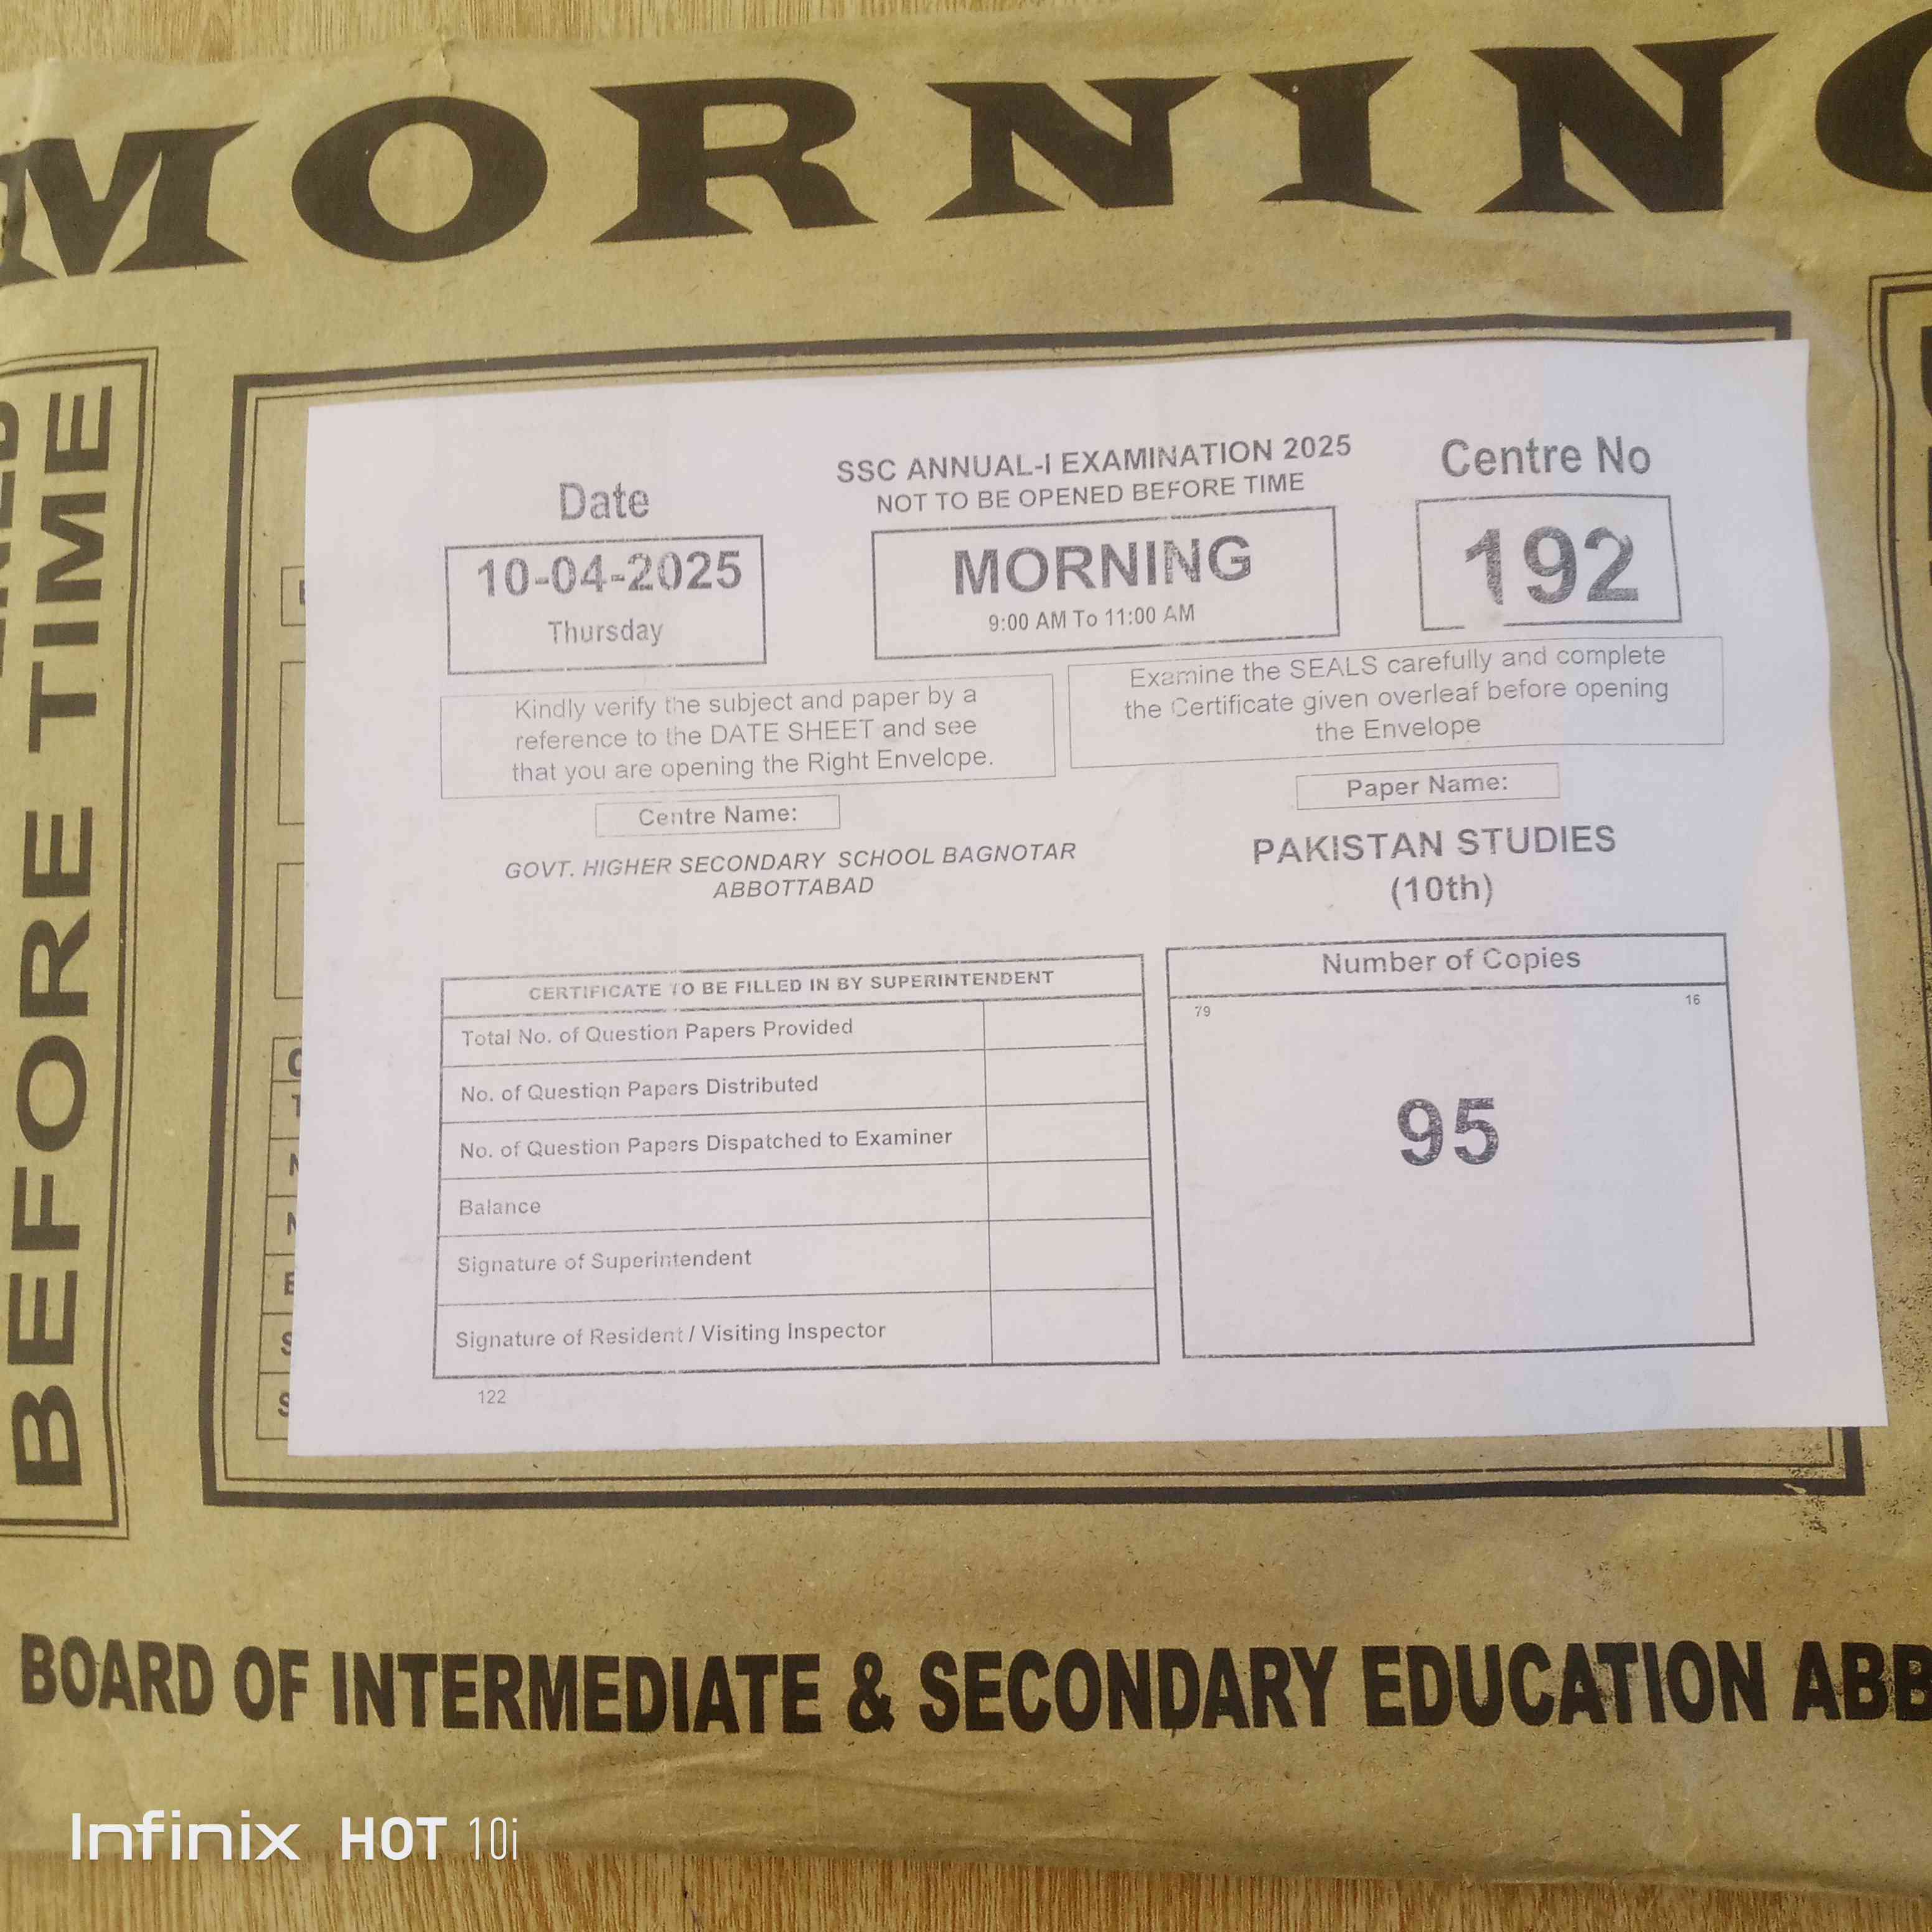 MORNING
BEFORE TIME
Date
10-04-2025
Thursday
SSC ANNUAL-I EXAMINATION 2025
NOT TO BE OPENED BEFORE TIME
MORNING
9:00 AM To 11:00 AM
Centre No
192
Kindly verify the subject and paper by a
reference to the DATE SHEET and see
that you are opening the Right Envelope.
Examine the SEALS carefully and complete
the Certificate given overleaf before opening
the Envelope
Centre Name:
GOVT. HIGHER SECONDARY SCHOOL BAGNOTAR
ABBOTTABAD
Paper Name:
PAKISTAN STUDIES
(10th)
CERTIFICATE TO BE FILLED IN BY SUPERINTENDENT
Total No. of Question Papers Provided
No. of Question Papers Distributed
No. of Question Papers Dispatched to Examiner
Balance
Signature of Superintendent
Signature of Resident / Visiting Inspector
122
Number of Copies
79 16
95
BOARD OF INTERMEDIATE & SECONDARY EDUCATION ABB
Infinix HOT 10i